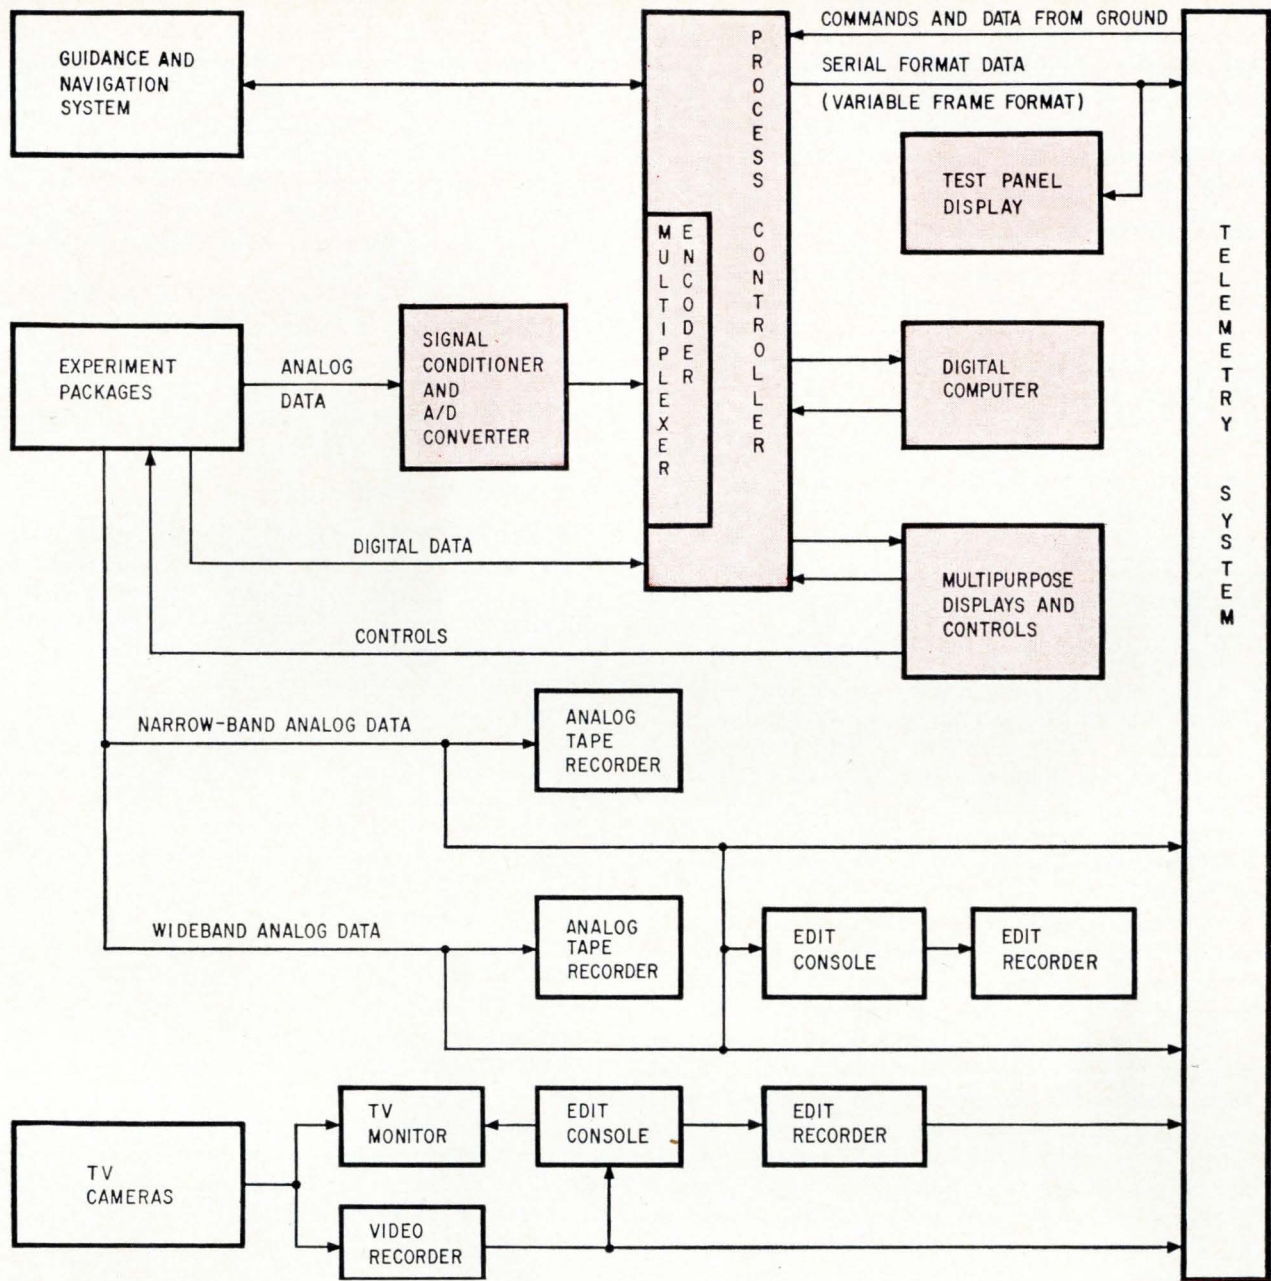 GUIDANCE AND
NAVIGATION
SYSTEM
PROCESS CONTROLLER
MULTIPLEXER
ENCODER
COMMANDS AND DATA FROM GROUND
SERIAL FORMAT DATA
(VARIABLE FRAME FORMAT)
TEST PANEL
DISPLAY
TELEMETRY SYSTEM
EXPERIMENT
PACKAGES
ANALOG
DATA
SIGNAL
CONDITIONER
AND
A/D
CONVERTER
DIGITAL
COMPUTER
DIGITAL DATA
MULTIPURPOSE
DISPLAYS AND
CONTROLS
CONTROLS
NARROW-BAND ANALOG DATA
ANALOG
TAPE
RECORDER
WIDEBAND ANALOG DATA
ANALOG
TAPE
RECORDER
EDIT
CONSOLE
EDIT
RECORDER
TV
CAMERAS
TV
MONITOR
EDIT
CONSOLE
EDIT
RECORDER
VIDEO
RECORDER